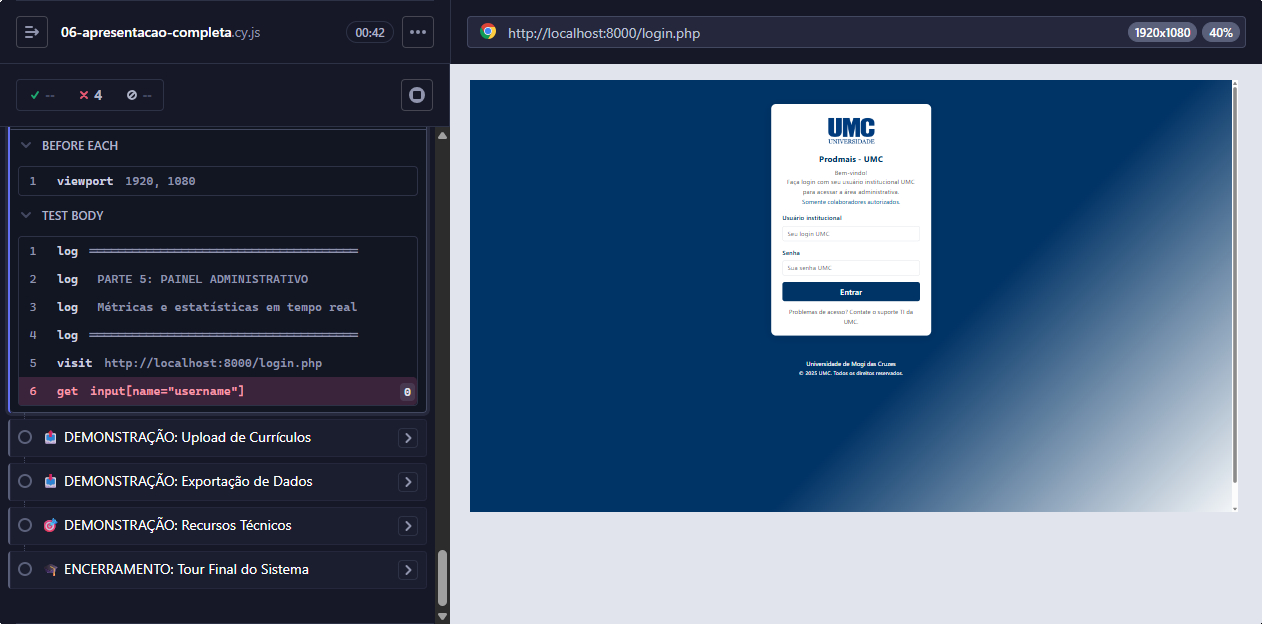 06-apresentacao-completa.cy.js
00:42
--
4
--
BEFORE EACH
1 viewport 1920, 1080
TEST BODY
1 log ══════════════════════════════════════
2 log PARTE 5: PAINEL ADMINISTRATIVO
3 log Métricas e estatísticas em tempo real
4 log ══════════════════════════════════════
5 visit http://localhost:8000/login.php
6 get input[name="username"] 0
DEMONSTRAÇÃO: Upload de Currículos
DEMONSTRAÇÃO: Exportação de Dados
DEMONSTRAÇÃO: Recursos Técnicos
ENCERRAMENTO: Tour Final do Sistema
http://localhost:8000/login.php
1920x1080
40%
UMC
UNIVERSIDADE
Prodmais - UMC
Bem-vindo!
Faça login com seu usuário institucional UMC
para acessar a área administrativa.
Somente colaboradores autorizados.
Usuário institucional
Seu login UMC
Senha
Sua senha UMC
Entrar
Problemas de acesso? Contate o suporte TI da
UMC.
Universidade de Mogi das Cruzes
© 2025 UMC. Todos os direitos reservados.